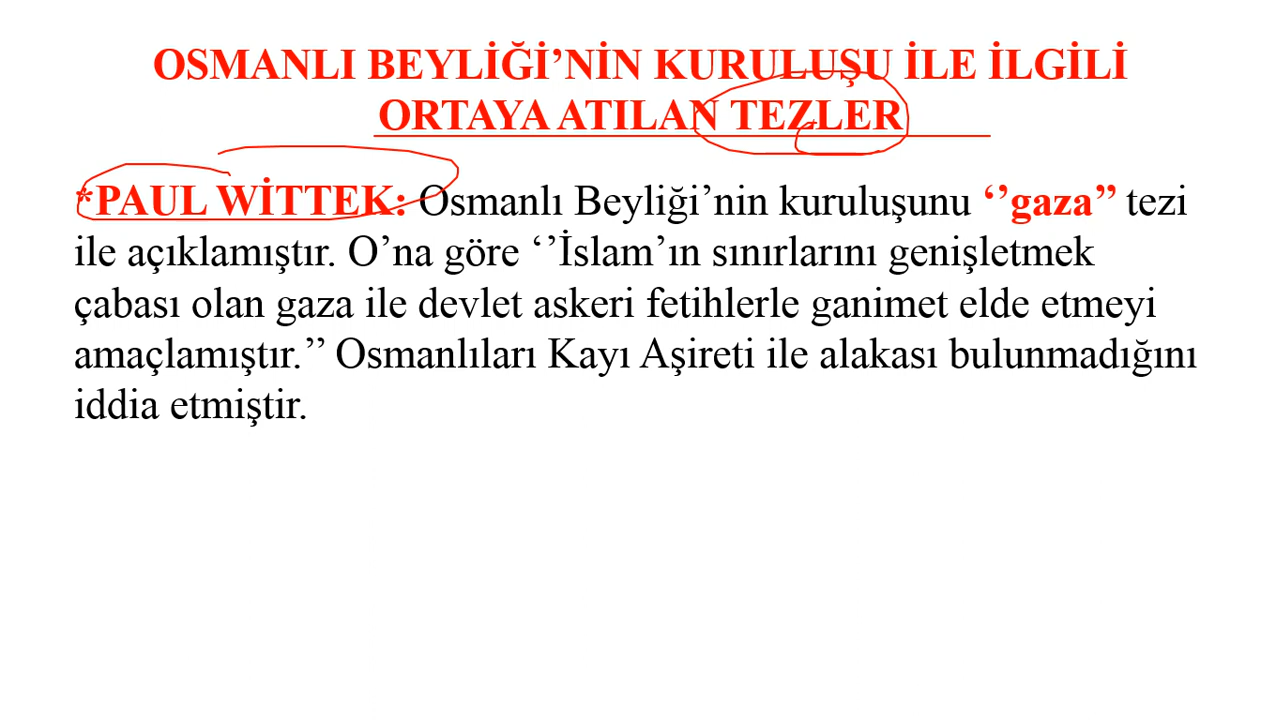 OSMANLI BEYLİĞİ’NİN KURULUŞU İLE İLGİLİ
ORTAYA ATILAN TEZLER
*PAUL WİTTEK: Osmanlı Beyliği’nin kuruluşunu ‘’gaza’’ tezi
ile açıklamıştır. O’na göre ‘’İslam’ın sınırlarını genişletmek
çabası olan gaza ile devlet askeri fetihlerle ganimet elde etmeyi
amaçlamıştır.’’ Osmanlıları Kayı Aşireti ile alakası bulunmadığını
iddia etmiştir.